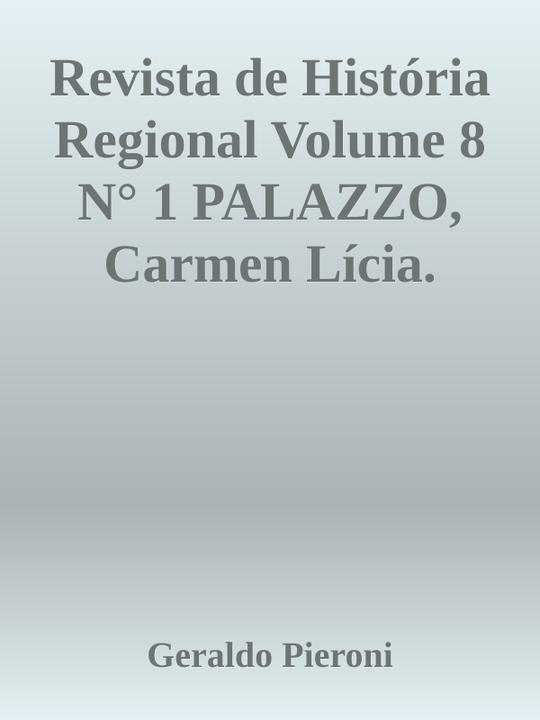 Revista de História
Regional Volume 8
N° 1 PALAZZO,
Carmen Lícia.
Geraldo Pieroni